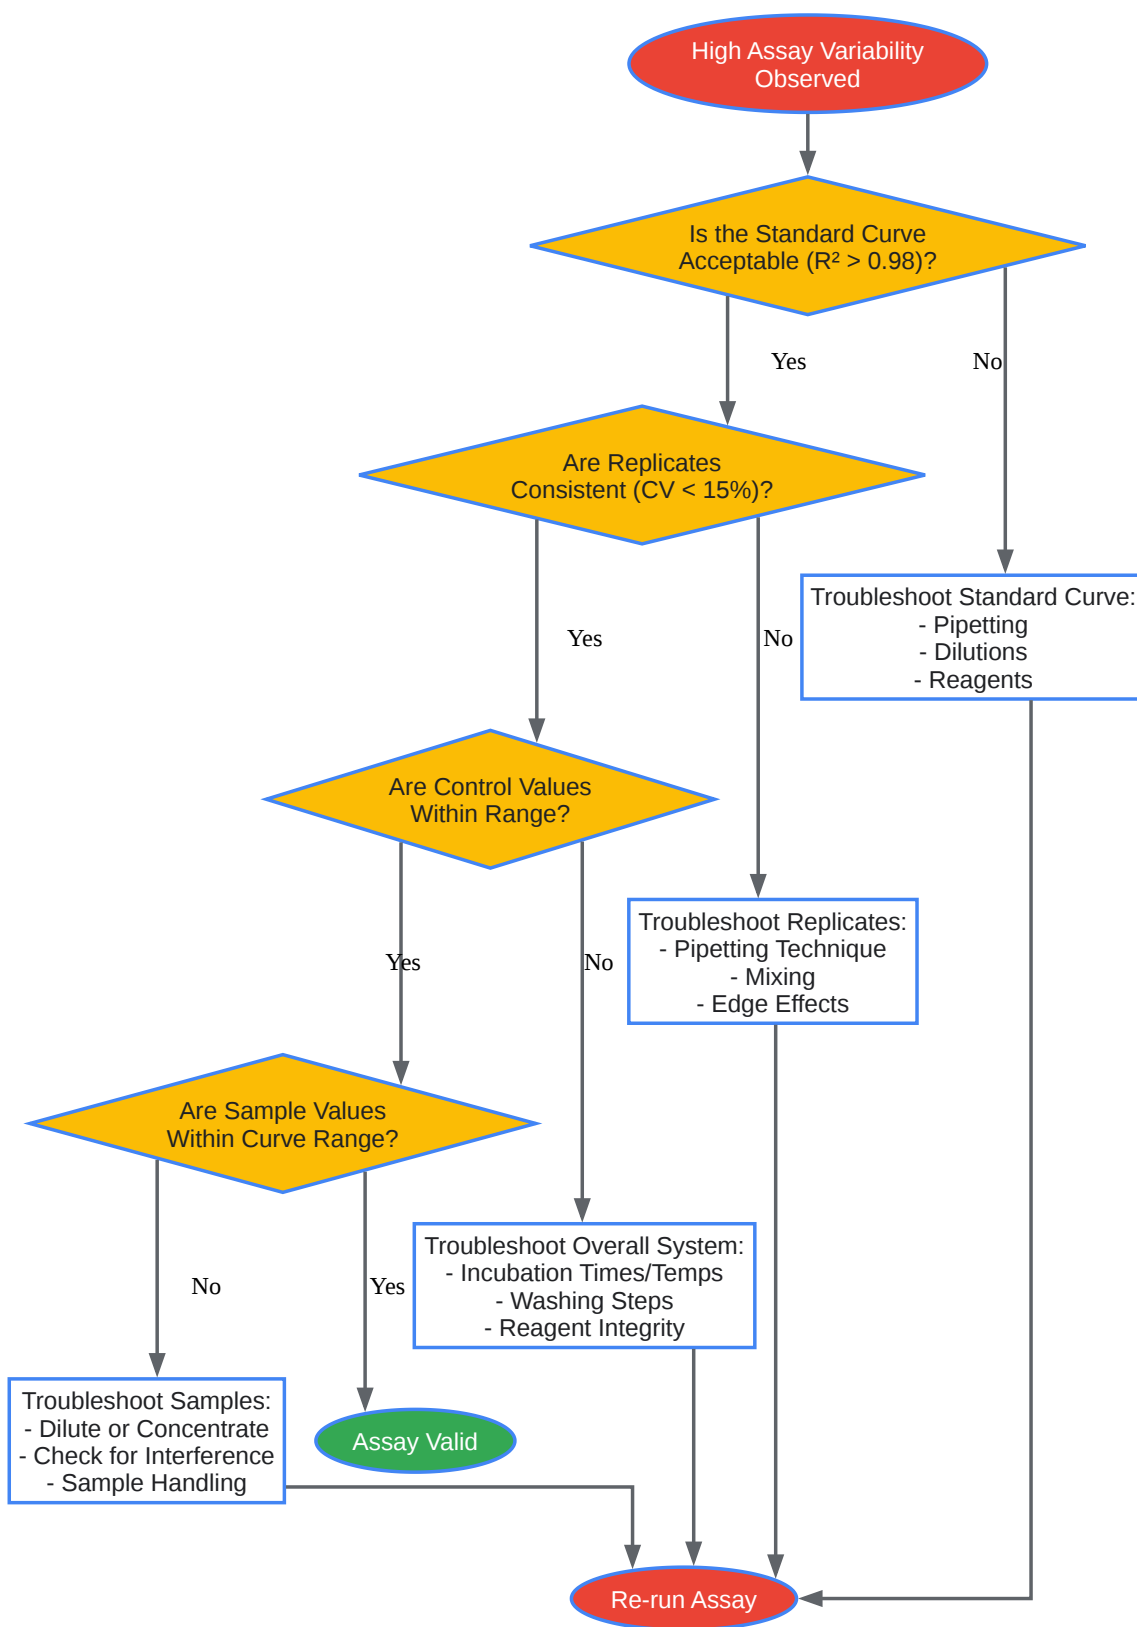 High Assay Variability
Observed
Is the Standard Curve
Acceptable (R² > 0.98)?
Yes
No
Are Replicates
Consistent (CV < 15%)?
Troubleshoot Standard Curve:
- Pipetting
- Dilutions
- Reagents
Yes
No
Are Control Values
Within Range?
Troubleshoot Replicates:
- Pipetting Technique
- Mixing
- Edge Effects
Yes
No
Are Sample Values
Within Curve Range?
Troubleshoot Overall System:
- Incubation Times/Temps
- Washing Steps
- Reagent Integrity
No
Yes
Troubleshoot Samples:
- Dilute or Concentrate
- Check for Interference
- Sample Handling
Assay Valid
Re-run Assay